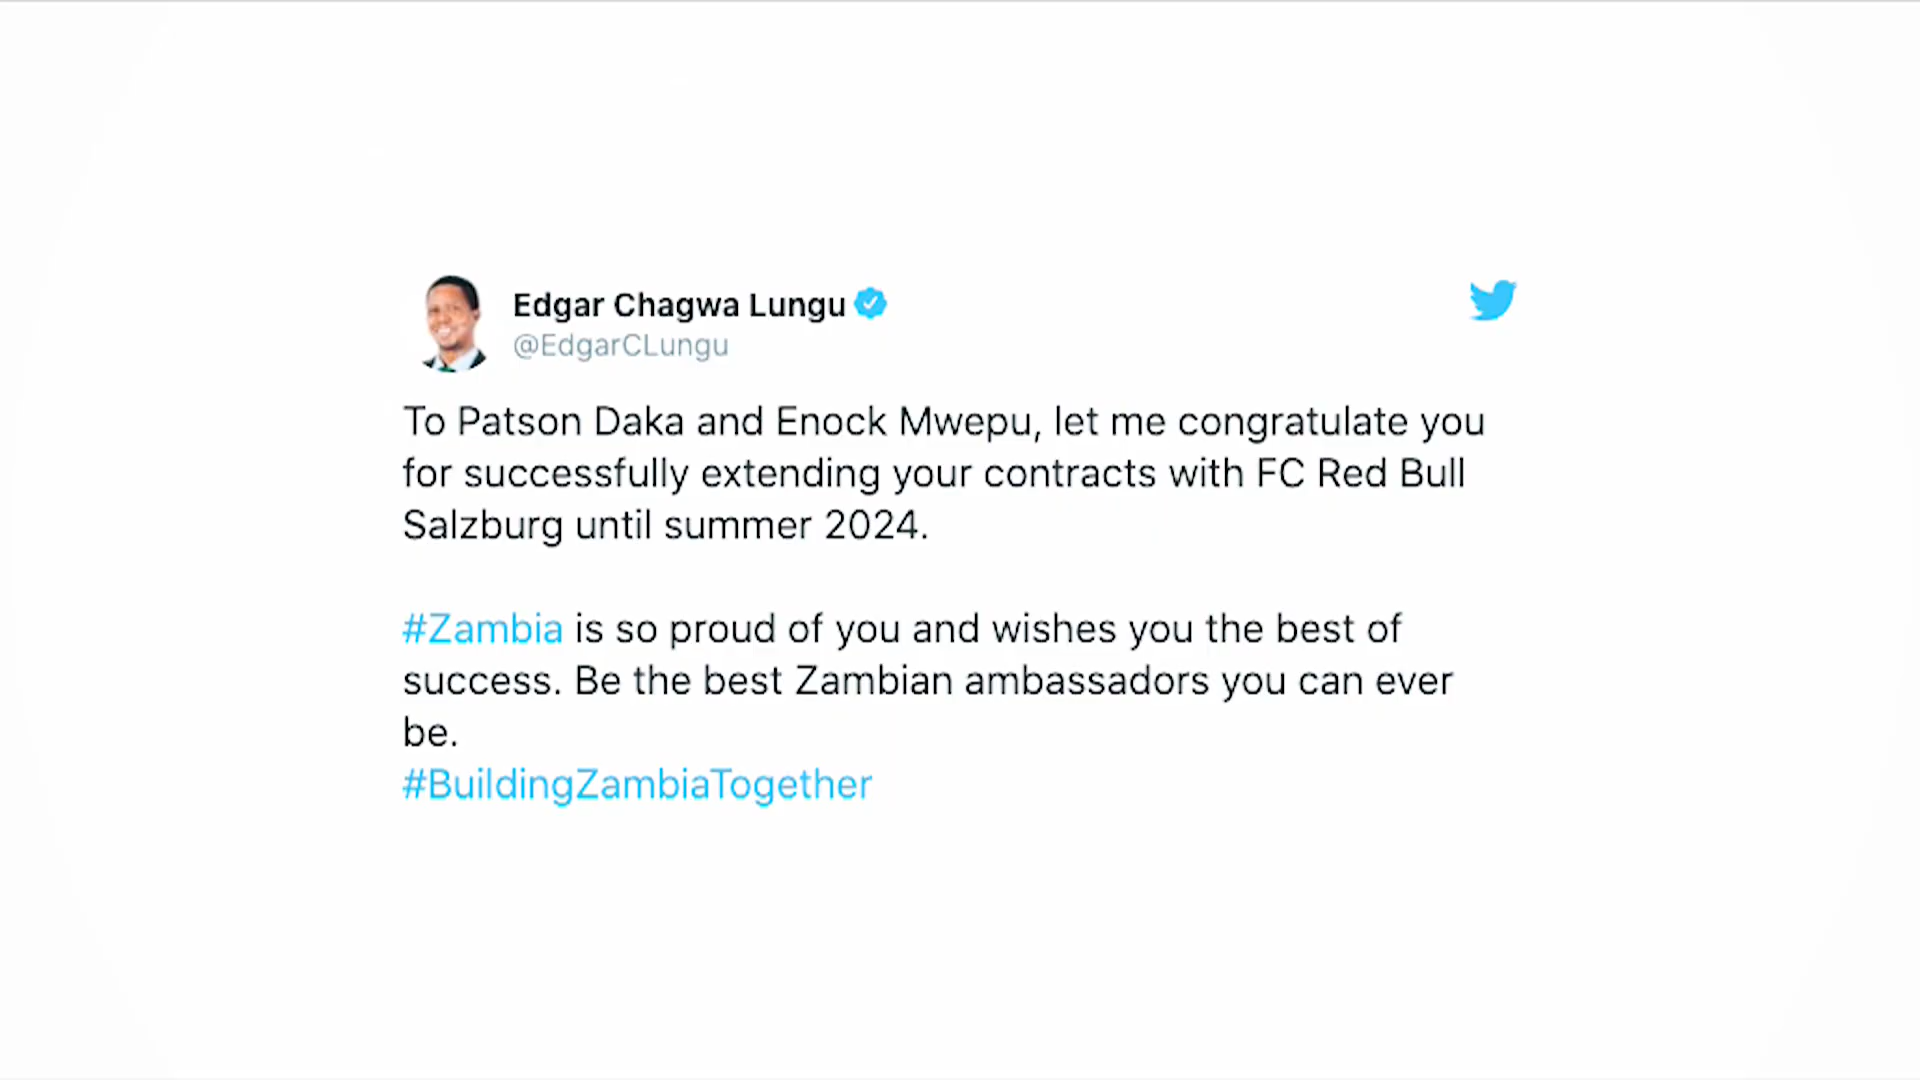 Edgar Chagwa Lungu
@EdgarCLungu
To Patson Daka and Enock Mwepu, let me congratulate you
for successfully extending your contracts with FC Red Bull
Salzburg until summer 2024.
#Zambia is so proud of you and wishes you the best of
success. Be the best Zambian ambassadors you can ever
be.
#BuildingZambiaTogether